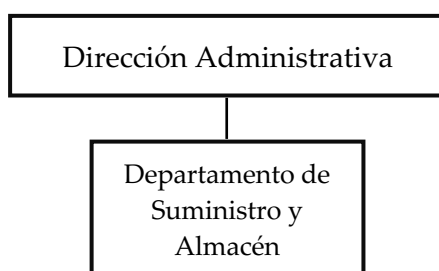 Dirección Administrativa
Departamento de
Suministro y
Almacén